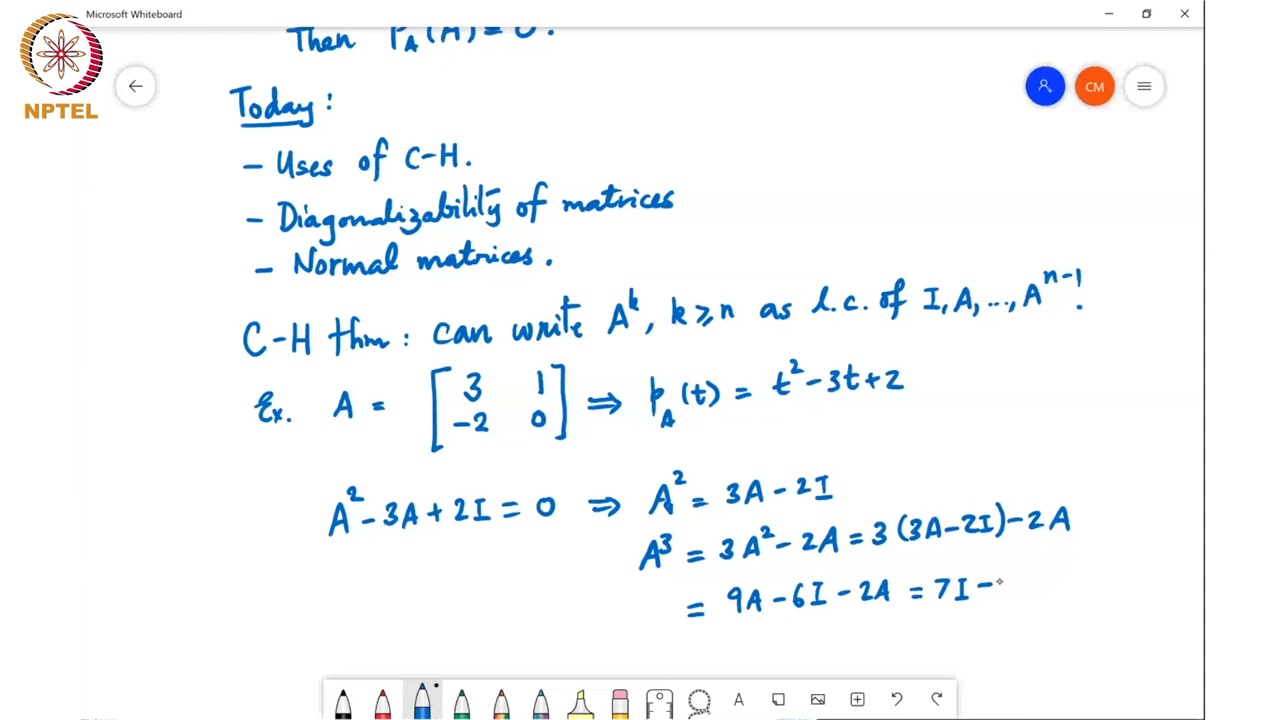 Microsoft Whiteboard
NPTEL
CM
Then P_A(A) = 0.
Today:
- Uses of C-H.
- Diagonalizability of matrices
- Normal matrices.
C-H thm: can write A^k, k ≥ n as l.c. of I, A, ..., A^{n-1}!
Ex. A = [3 1; -2 0] ⇒ p_A(t) = t^2 - 3t + 2
A^2 - 3A + 2I = 0 ⇒ A^2 = 3A - 2I
A^3 = 3A^2 - 2A = 3(3A - 2I) - 2A
= 9A - 6I - 2A = 7I -